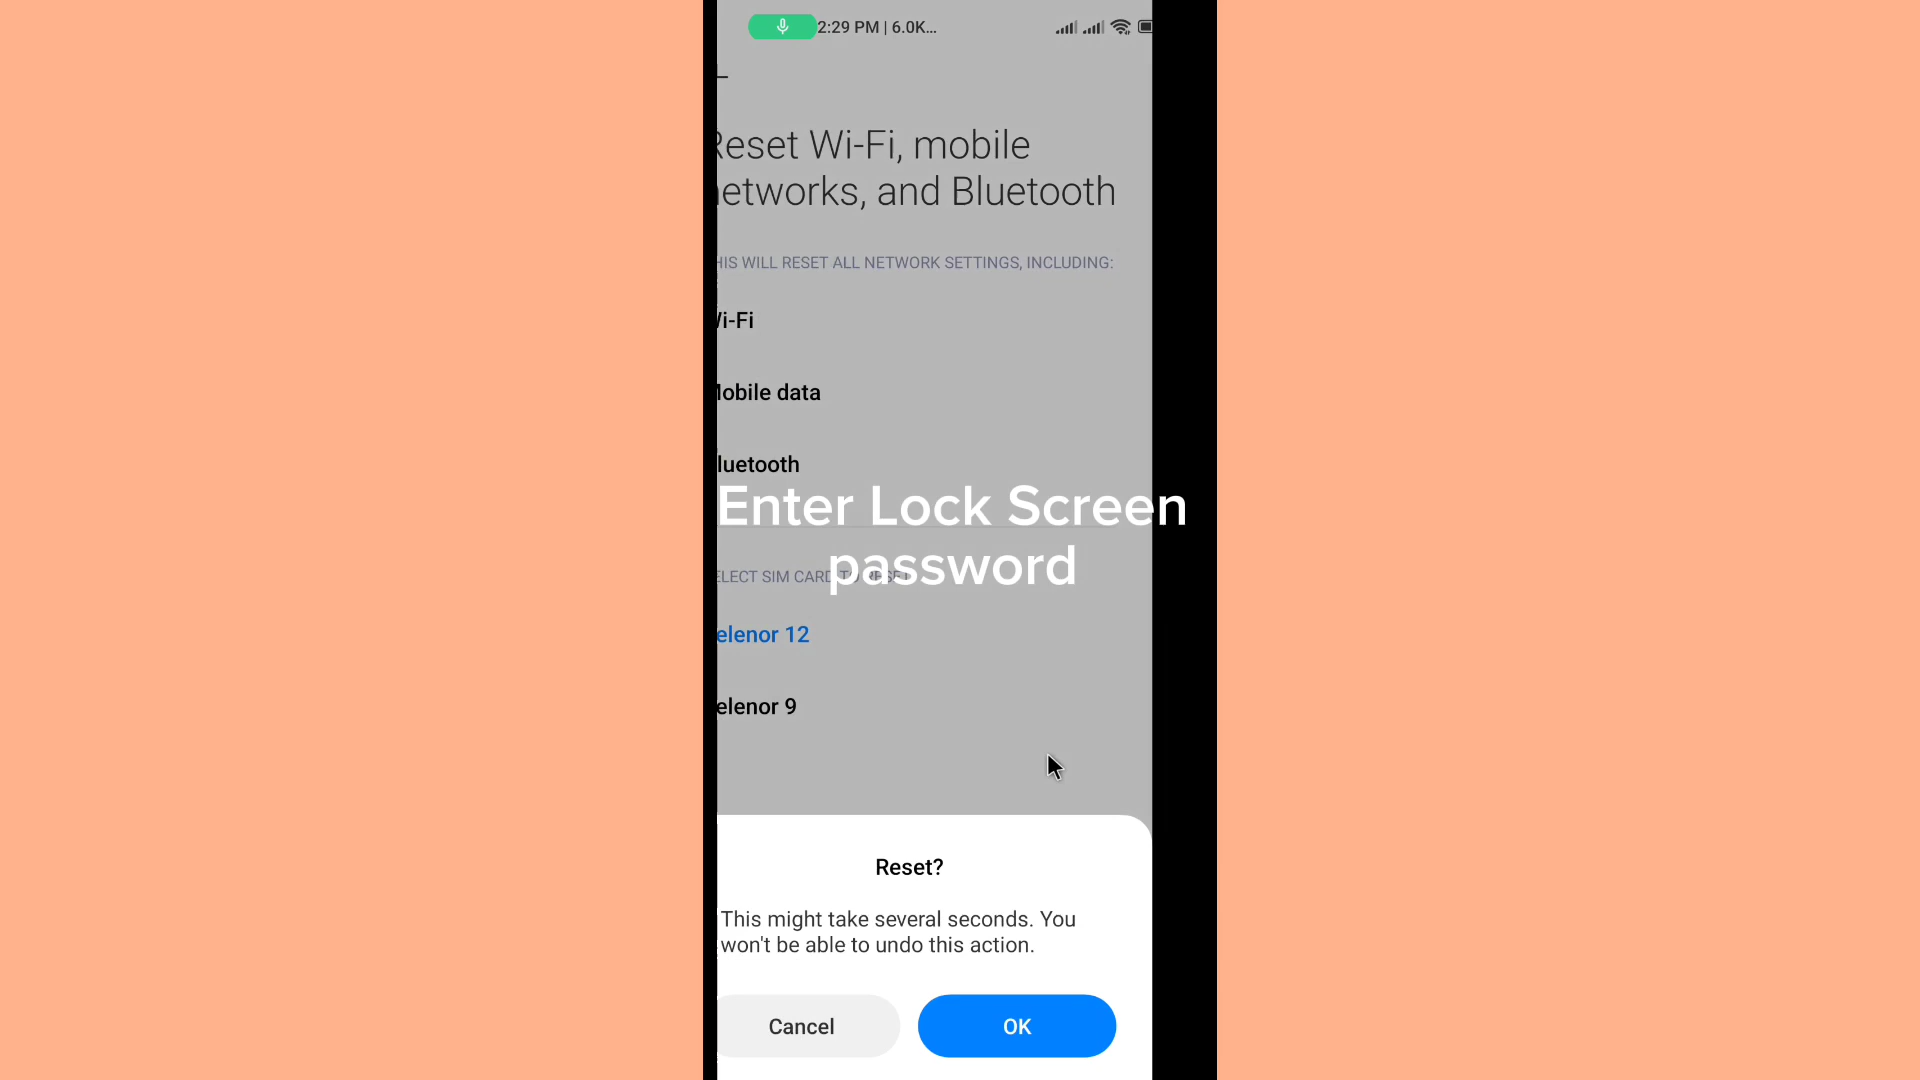 2:29 PM | 6.0K...
Reset Wi-Fi, mobile
networks, and Bluetooth
THIS WILL RESET ALL NETWORK SETTINGS, INCLUDING:
Wi-Fi
Mobile data
Bluetooth
Enter Lock Screen
password
SELECT SIM CARD TO RESET
elenor 12
elenor 9
Reset?
This might take several seconds. You
won't be able to undo this action.
Cancel
OK